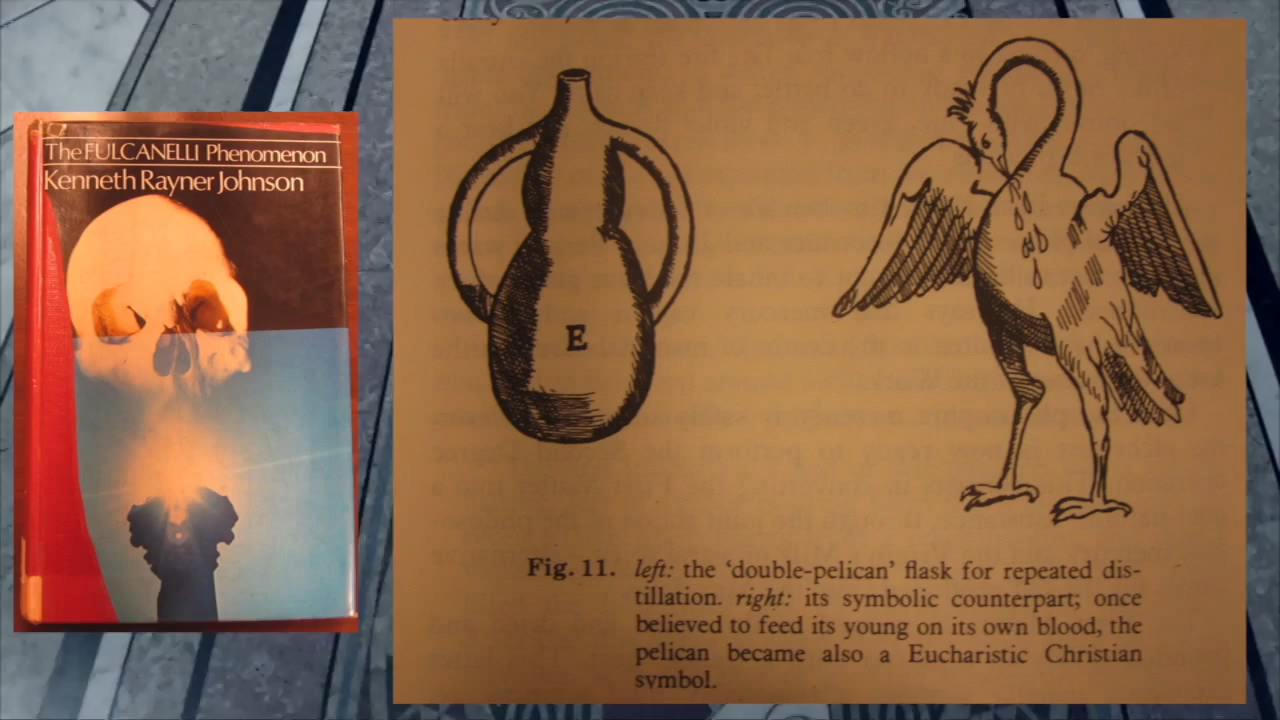 The FULCANELLI Phenomenon
Kenneth Rayner Johnson
E
Fig. 11. left: the ‘double-pelican’ flask for repeated dis-
tillation. right: its symbolic counterpart; once
believed to feed its young on its own blood, the
pelican became also a Eucharistic Christian
symbol.